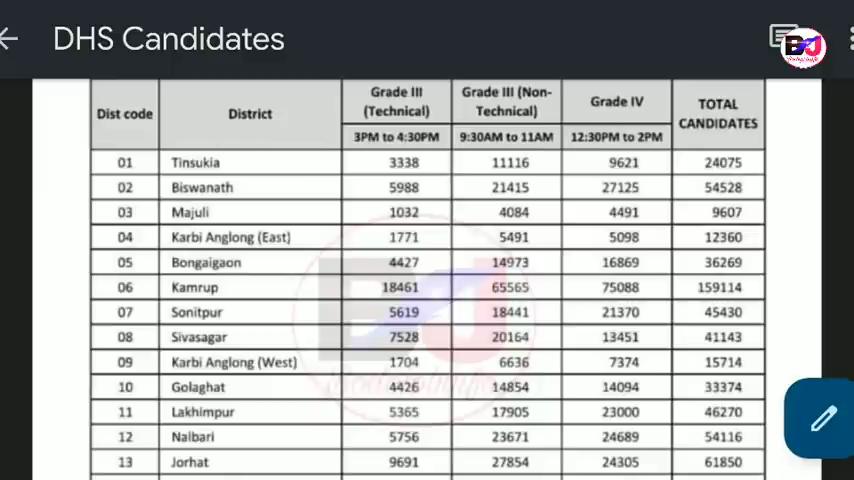 DHS Candidates
BJ
Dist code District Grade III (Technical) Grade III (Non-Technical) Grade IV TOTAL CANDIDATES
3PM to 4:30PM 9:30AM to 11AM 12:30PM to 2PM
01 Tinsukia 3338 11116 9621 24075
02 Biswanath 5988 21415 27125 54528
03 Majuli 1032 4084 4491 9607
04 Karbi Anglong (East) 1771 5491 5098 12360
05 Bongaigaon 4427 14973 16869 36269
06 Kamrup 18461 65565 75088 159114
07 Sonitpur 5619 18441 21370 45430
08 Sivasagar 7528 20164 13451 41143
09 Karbi Anglong (West) 1704 6636 7374 15714
10 Golaghat 4426 14854 14094 33374
11 Lakhimpur 5365 17905 23000 46270
12 Nalbari 5756 23671 24689 54116
13 Jorhat 9691 27854 24305 61850